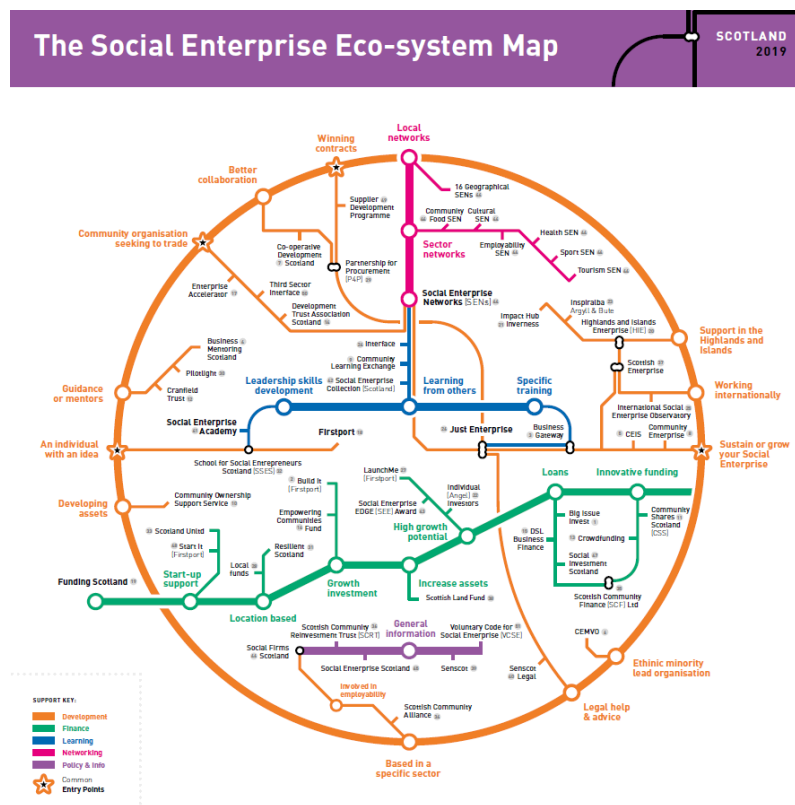 The Social Enterprise Eco-system Map
SCOTLAND
2019
Local
networks
Winning
contracts
Better
collaboration
Community organisation
seeking to trade
16 Geographical
SENs
Supplier
Development
Programme
Community
Food SEN
Cultural
SEN
Health SEN
Sector
networks
Employability
SEN
Sport SEN
Tourism SEN
Co-operative
Development
Scotland
Partnership for
Procurement
[P4P]
Enterprise
Accelerator
Third Sector
Interface
Development
Trust Association
Scotland
Social Enterprise
Networks [SENs]
Inspiralba
Argyll & Bute
Impact Hub
Inverness
Highlands and Islands
Enterprise [HIE]
Support in the
Highlands and
Islands
Business
Mentoring
Scotland
Interface
Community
Learning Exchange
Pilotlight
Scottish
Enterprise
Guidance
or mentors
Cranfield
Trust
Leadership skills
development
Social Enterprise
Collection [Scotland]
Learning
from others
Specific
training
Working
internationally
International Social
Enterprise Observatory
Social Enterprise
Academy
Firstport
Just Enterprise
Business
Gateway
CEIS
Community
Enterprise
An individual
with an idea
Sustain or grow
your Social
Enterprise
School for Social Entrepreneurs
Scotland [SSES]
LaunchMe
[Firstport]
Loans
Innovative funding
Build It
[Firstport]
Individual
[Angel]
Investors
Developing
assets
Community Ownership
Support Service
Social Enterprise
EDGE [SEE] Award
Empowering
Communities
Fund
High growth
potential
Big Issue
Invest
Community
Shares
Scotland
[CSS]
Scotland Unltd
Start It
[Firstport]
Resilient
Scotland
DSL
Business
Finance
Crowdfunding
Social
Investment
Scotland
Local
funds
Funding Scotland
Start-up
support
Growth
investment
Increase assets
Scottish Land Fund
Scottish Community
Finance [SCF] Ltd
Location based
Scottish Community
Reinvestment Trust [SCRT]
General
information
Voluntary Code for
Social Enterprise [VCSE]
CEMVO
Social Firms
Scotland
Social Enterprise Scotland
Senscot
Senscot
Legal
Ethnic minority
lead organisation
Involved in
employability
Scottish Community
Alliance
Legal help
& advice
Based in a
specific sector
SUPPORT KEY:
Development
Finance
Learning
Networking
Policy & Info
Common
Entry Points